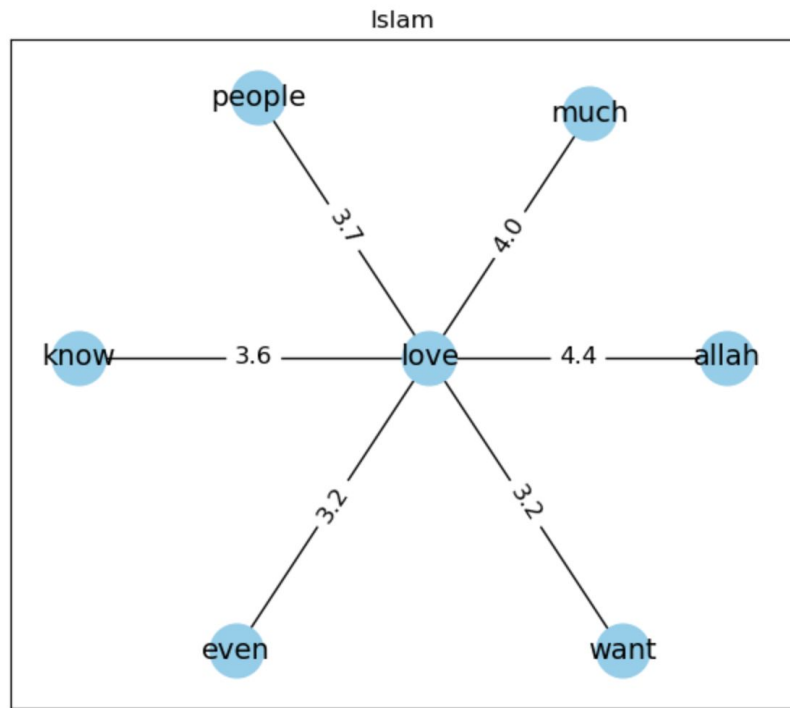 Islam
people
much
3.7
4.0
know
3.6
love
4.4
allah
3.2
3.2
even
want